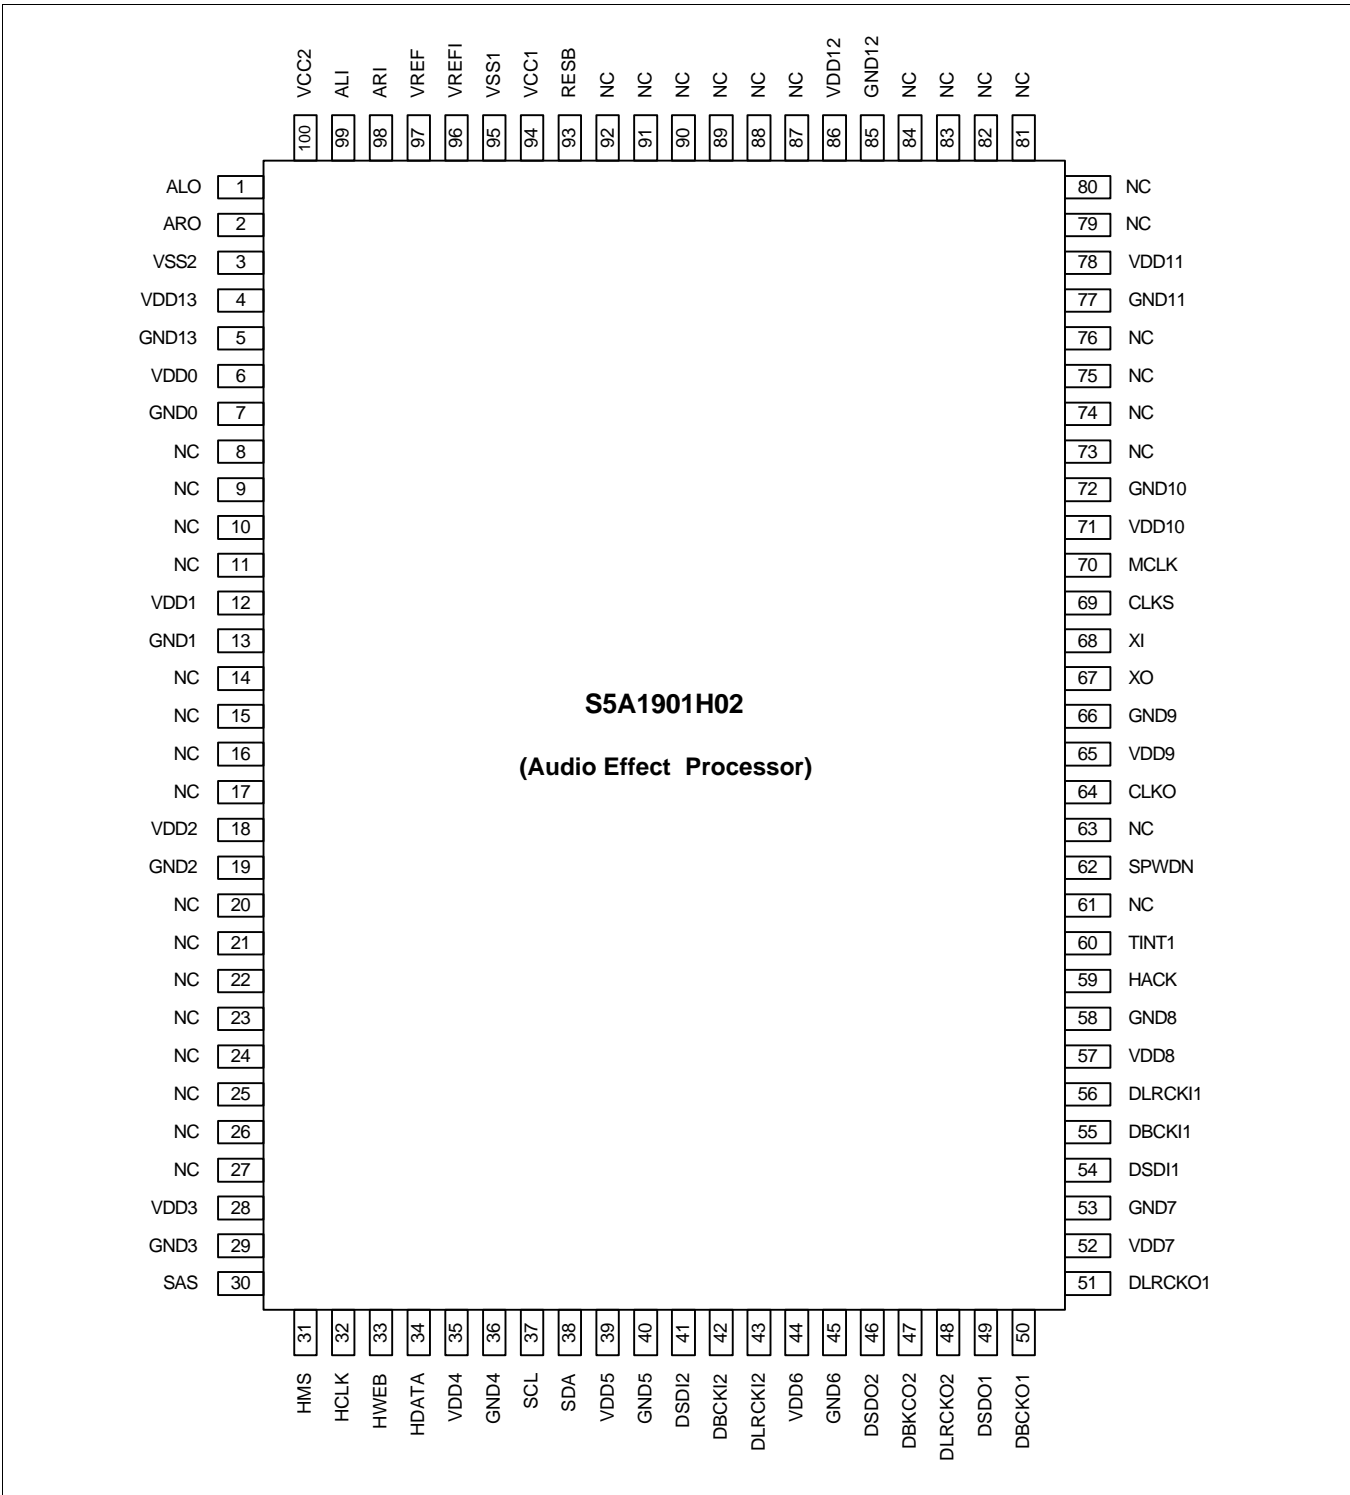 VCC2 ALI ARI VREF VREFI VSS1 VCC1 RESB NC NC NC NC NC NC VDD12 GND12 NC NC NC NC
100 99 98 97 96 95 94 93 92 91 90 89 88 87 86 85 84 83 82 81
ALO 1 80 NC
ARO 2 79 NC
VSS2 3 78 VDD11
VDD13 4 77 GND11
GND13 5 76 NC
VDD0 6 75 NC
GND0 7 74 NC
NC 8 73 NC
NC 9 72 GND10
NC 10 71 VDD10
NC 11 70 MCLK
VDD1 12 69 CLKS
GND1 13 68 XI
NC 14 67 XO
S5A1901H02
NC 15 66 GND9
NC 16 65 VDD9
(Audio Effect Processor)
NC 17 64 CLKO
VDD2 18 63 NC
GND2 19 62 SPWDN
NC 20 61 NC
NC 21 60 TINT1
NC 22 59 HACK
NC 23 58 GND8
NC 24 57 VDD8
NC 25 56 DLRCKI1
NC 26 55 DBCKI1
NC 27 54 DSDI1
VDD3 28 53 GND7
GND3 29 52 VDD7
SAS 30 51 DLRCKO1
31 32 33 34 35 36 37 38 39 40 41 42 43 44 45 46 47 48 49 50
HMS HCLK HWEB HDATA VDD4 GND4 SCL SDA VDD5 GND5 DSDI2 DBCKI2 DLRCKI2 VDD6 GND6 DSDO2 DBKCO2 DLRCKO2 DSDO1 DBCKO1